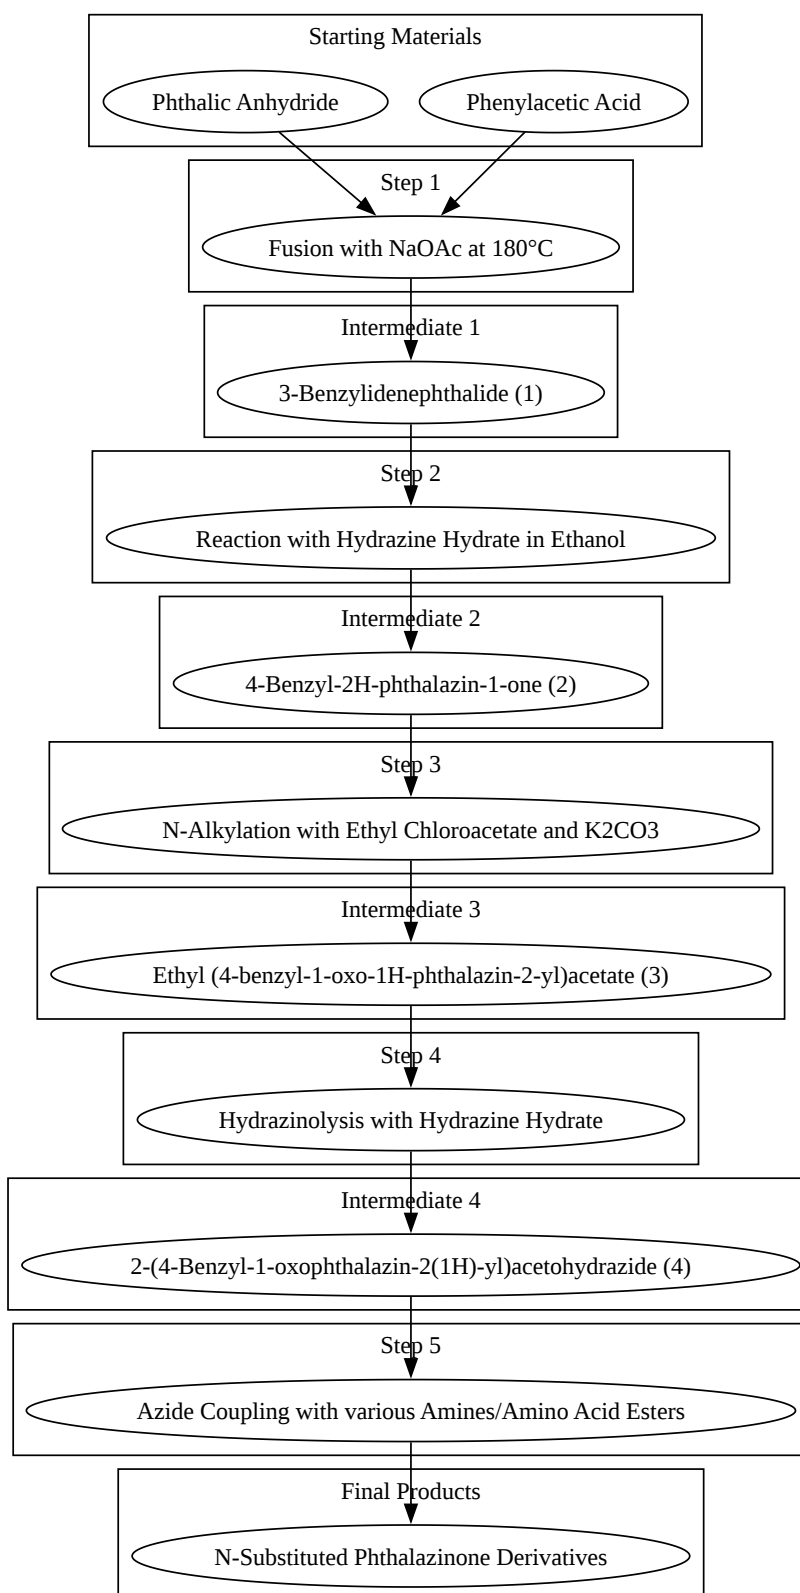 Starting Materials
Phthalic Anhydride
Phenylacetic Acid
Step 1
Fusion with NaOAc at 180°C
Intermediate 1
3-Benzylidenephthalide (1)
Step 2
Reaction with Hydrazine Hydrate in Ethanol
Intermediate 2
4-Benzyl-2H-phthalazin-1-one (2)
Step 3
N-Alkylation with Ethyl Chloroacetate and K2CO3
Intermediate 3
Ethyl (4-benzyl-1-oxo-1H-phthalazin-2-yl)acetate (3)
Step 4
Hydrazinolysis with Hydrazine Hydrate
Intermediate 4
2-(4-Benzyl-1-oxophthalazin-2(1H)-yl)acetohydrazide (4)
Step 5
Azide Coupling with various Amines/Amino Acid Esters
Final Products
N-Substituted Phthalazinone Derivatives